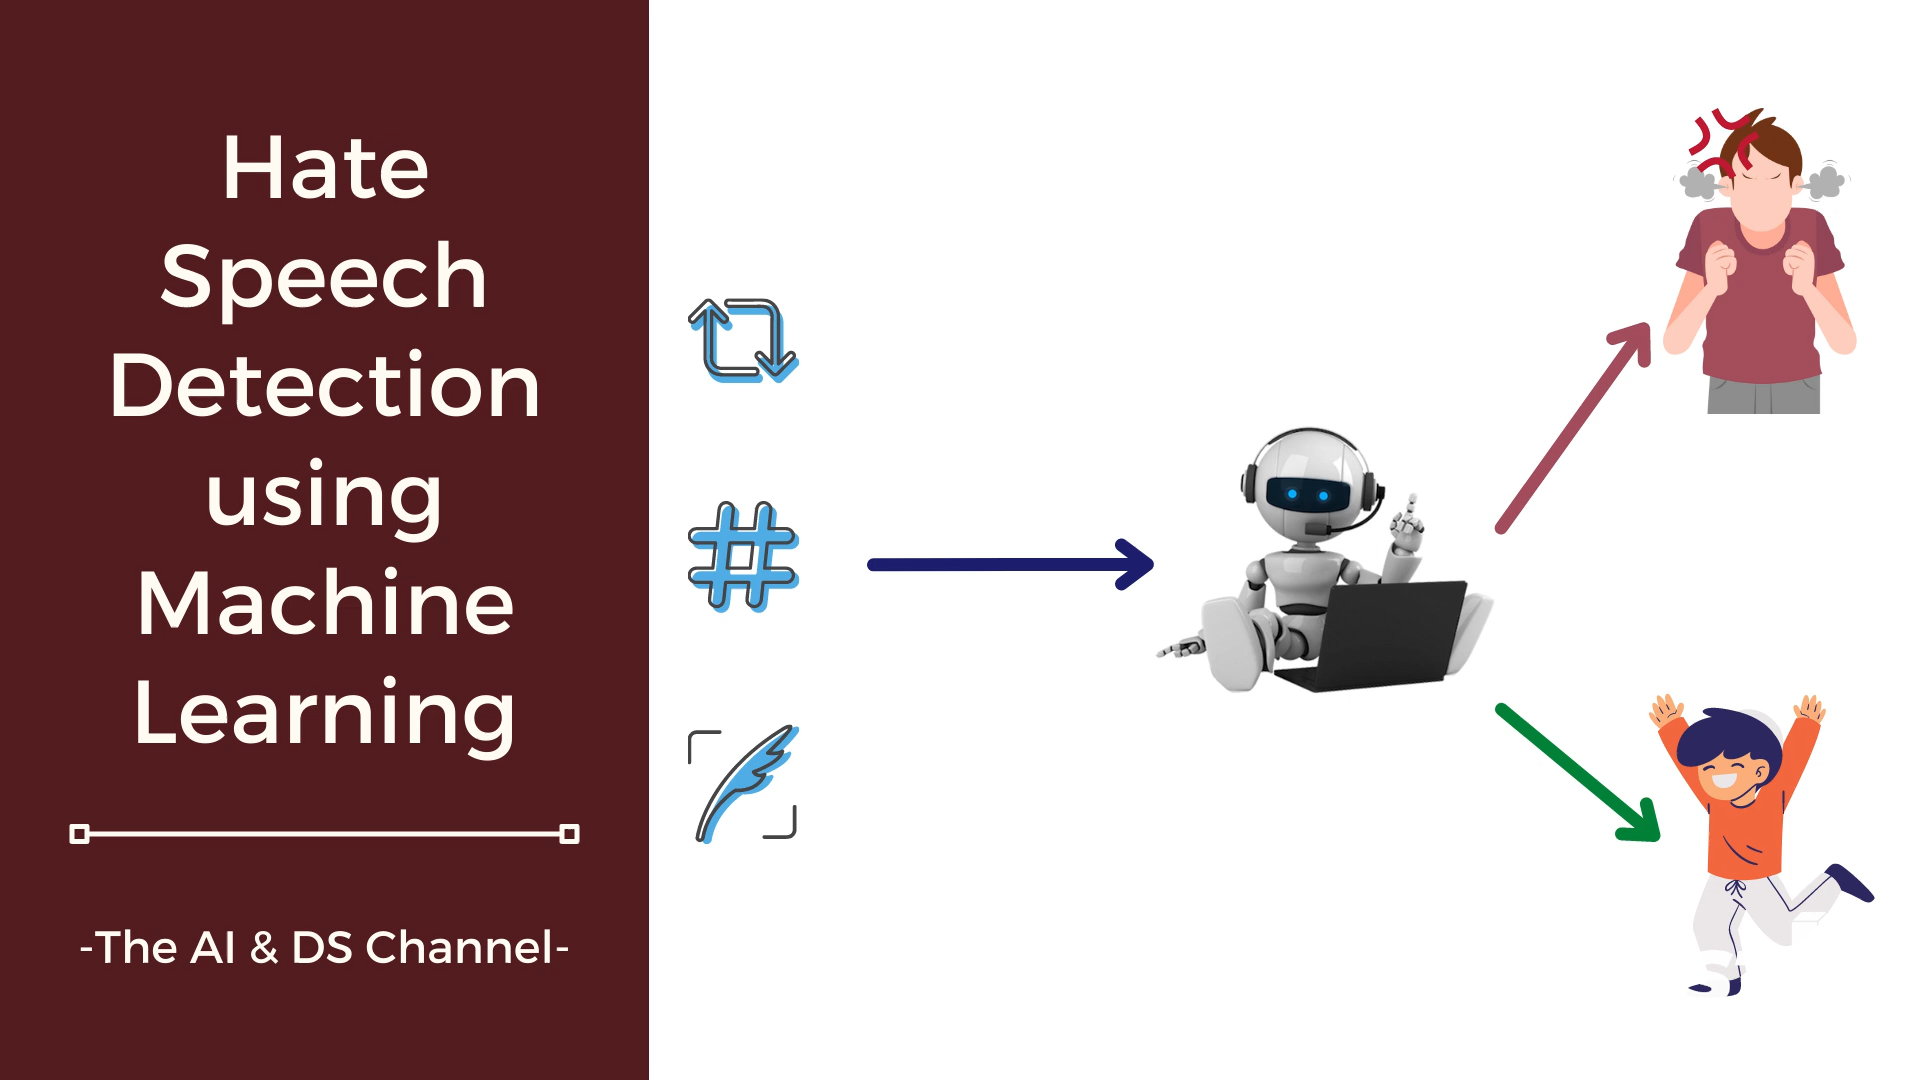 Hate
Speech
Detection
using
Machine
Learning
-The AI & DS Channel-